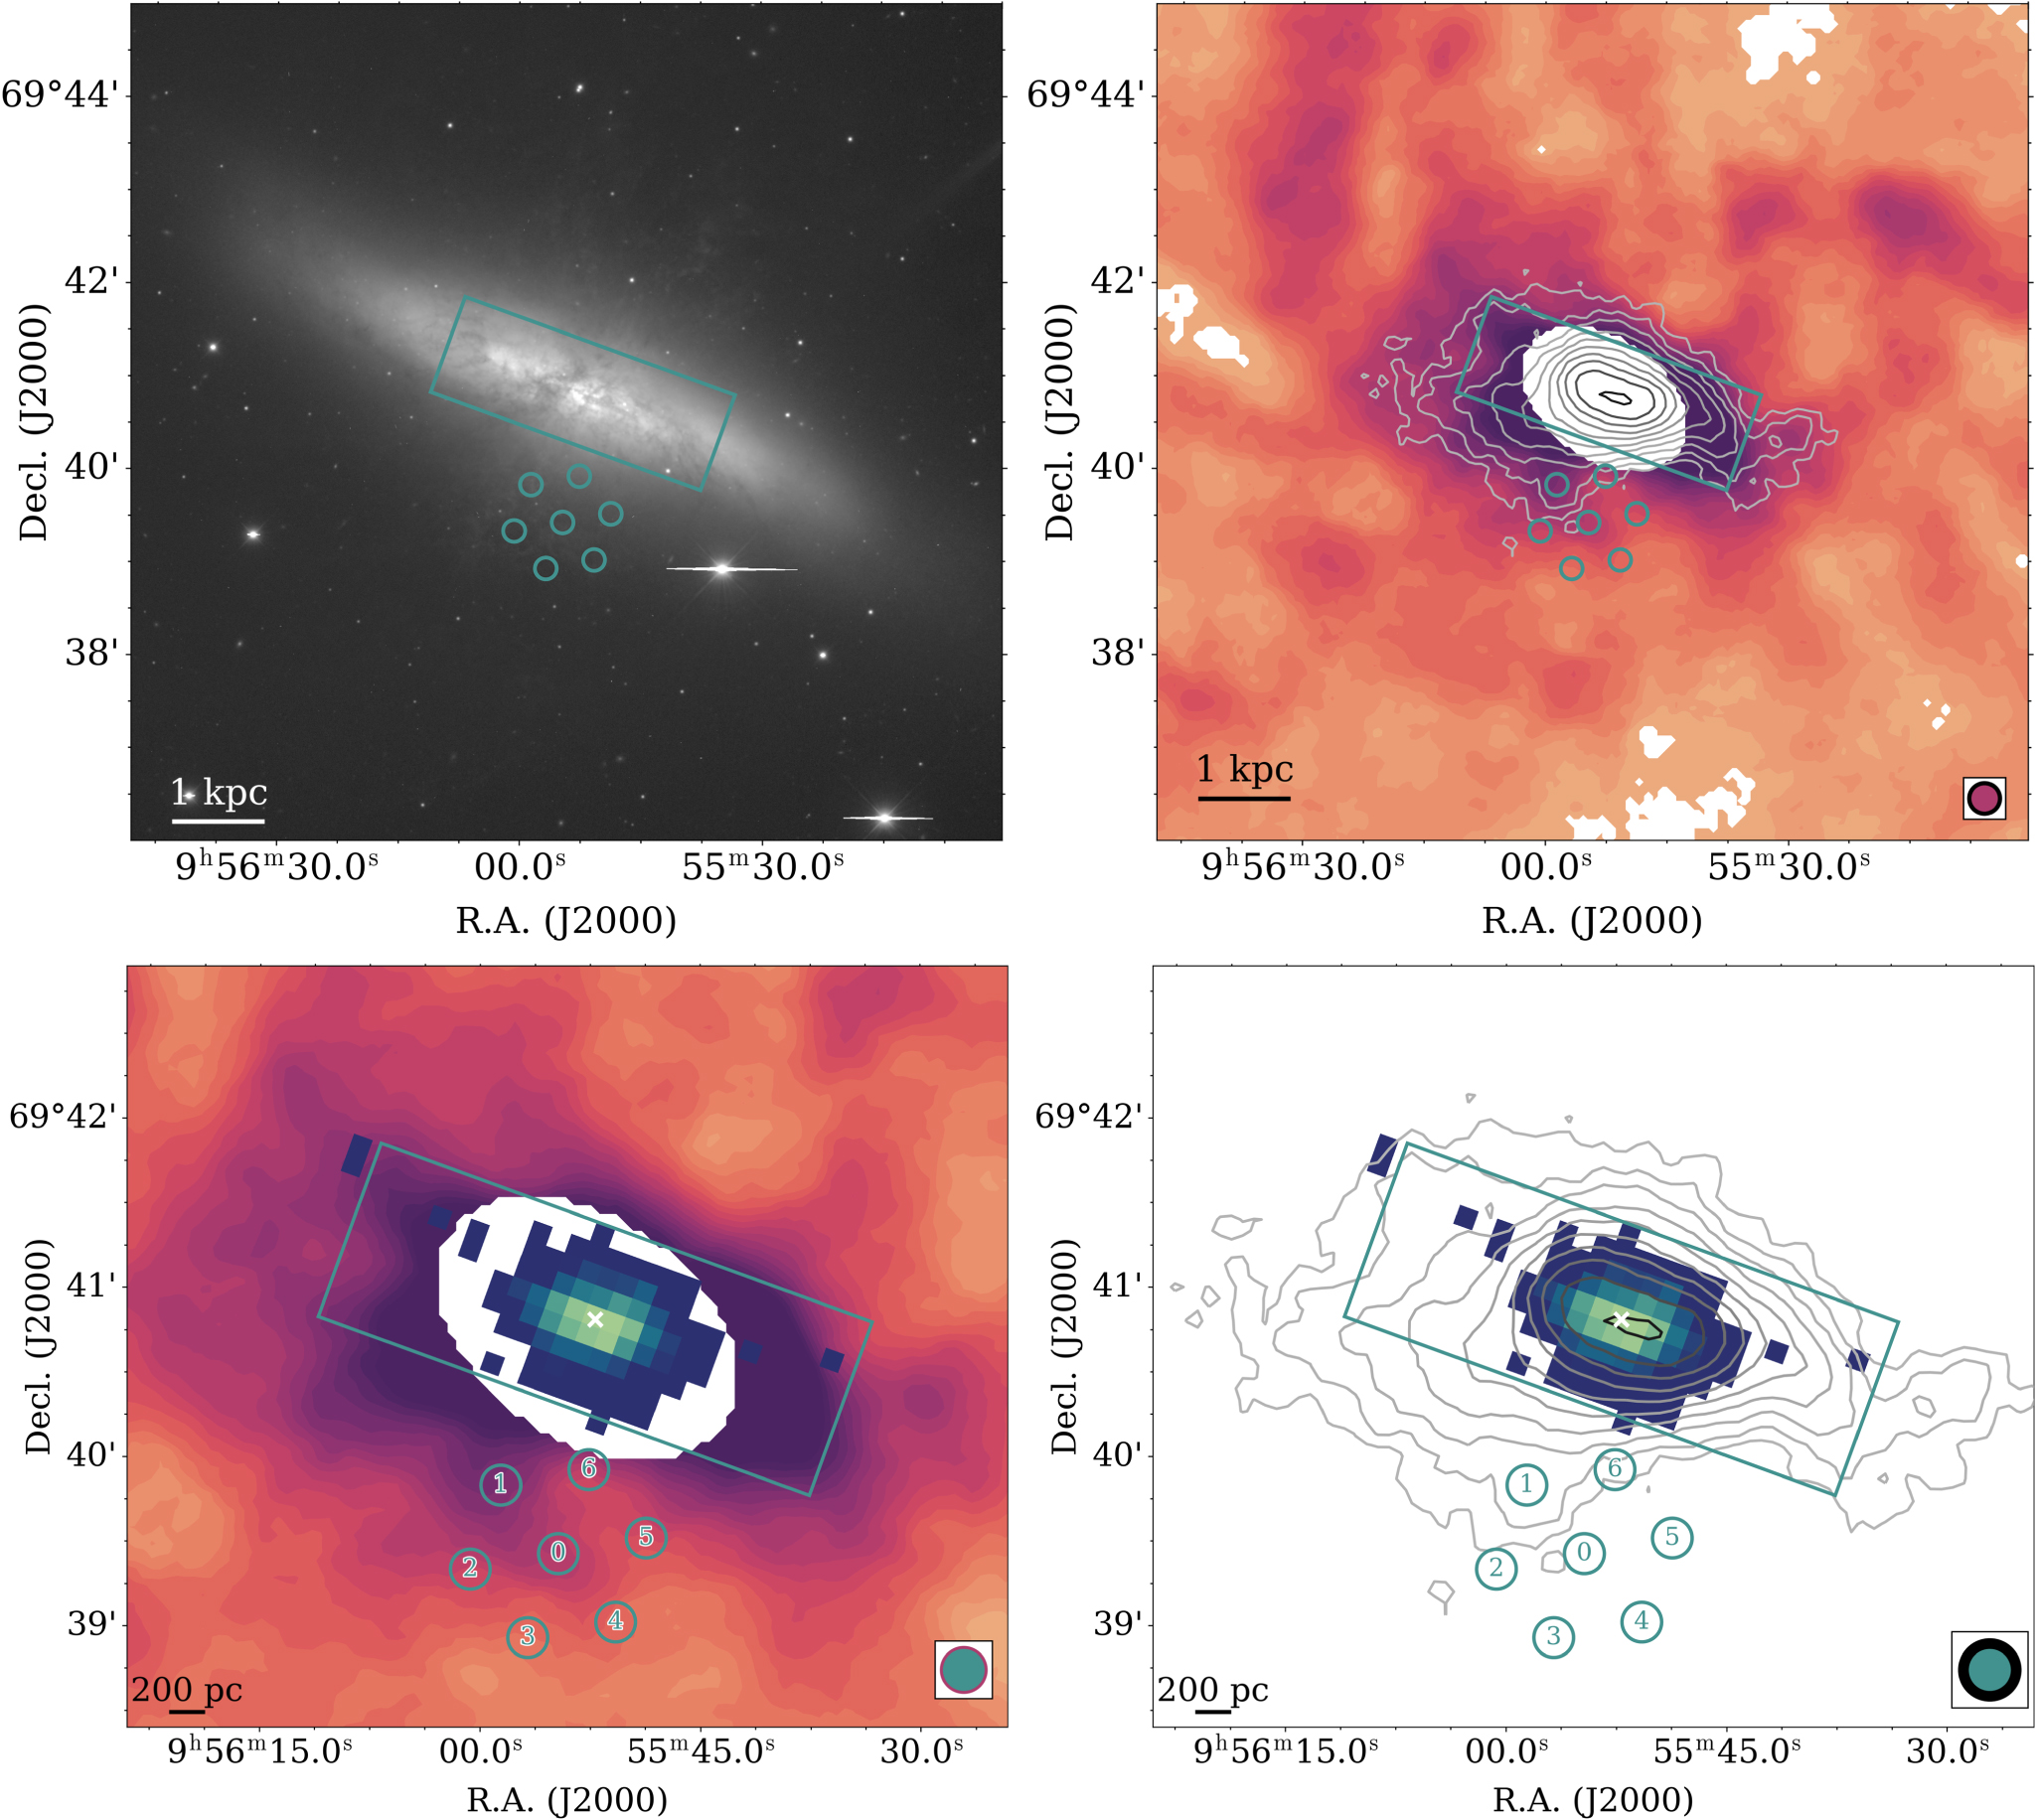 69°44'
42'
40'
38'
Decl. (J2000)
1 kpc
9ʰ56ᵐ30.0ˢ 00.0ˢ 55ᵐ30.0ˢ
R.A. (J2000)
69°44'
42'
40'
38'
Decl. (J2000)
1 kpc
9ʰ56ᵐ30.0ˢ 00.0ˢ 55ᵐ30.0ˢ
R.A. (J2000)
69°42'
41'
40'
39'
Decl. (J2000)
6
1
5
0
2
4
3
200 pc
9ʰ56ᵐ15.0ˢ 00.0ˢ 55ᵐ45.0ˢ 30.0ˢ
R.A. (J2000)
69°42'
41'
40'
39'
Decl. (J2000)
6
1
5
0
2
4
3
200 pc
9ʰ56ᵐ15.0ˢ 00.0ˢ 55ᵐ45.0ˢ 30.0ˢ
R.A. (J2000)